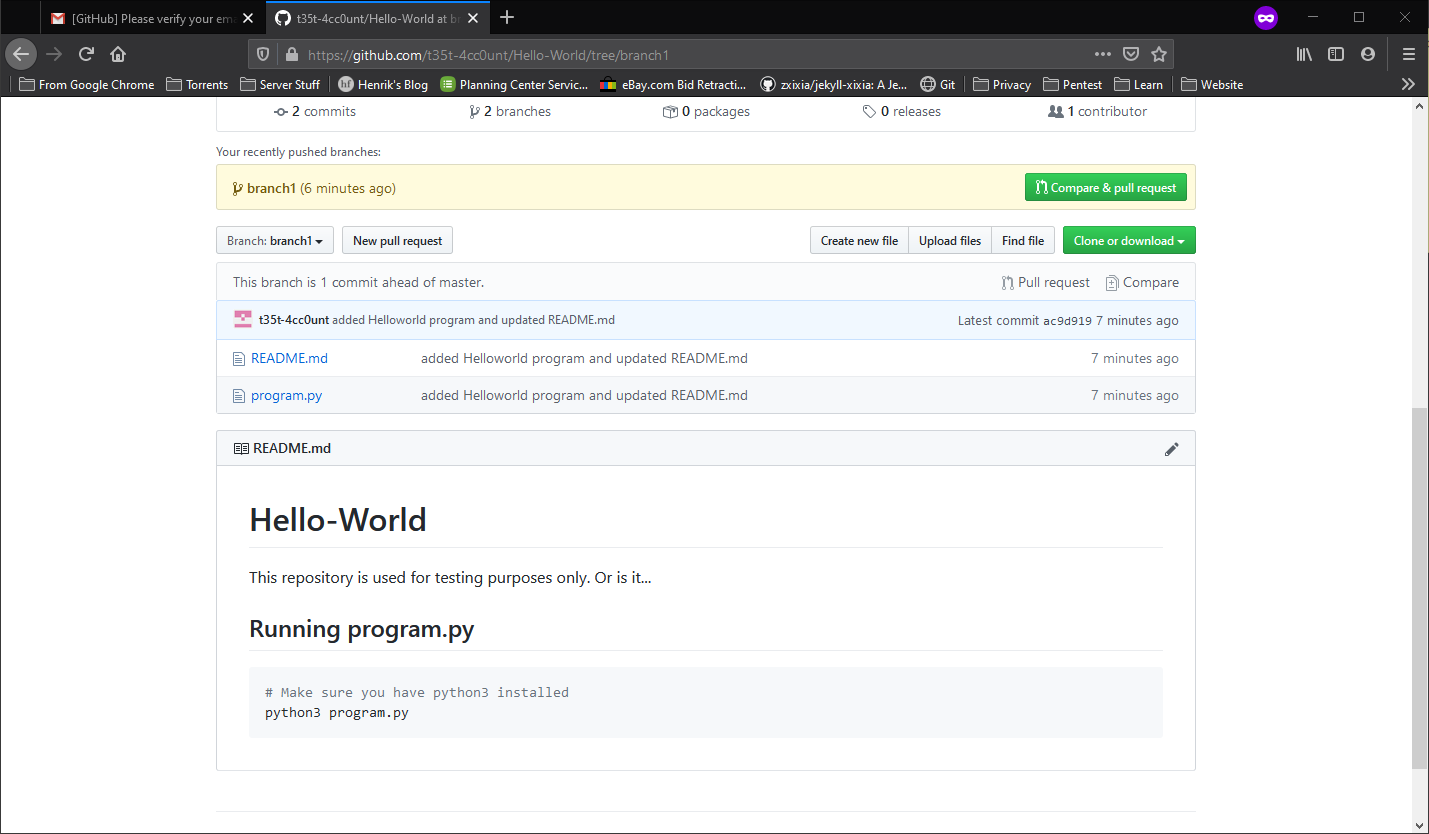 [GitHub] Please verify your ema
t35t-4cc0unt/Hello-World at br
https://github.com/t35t-4cc0unt/Hello-World/tree/branch1
From Google Chrome Torrents Server Stuff hf Henrik's Blog Planning Center Servic... eBay.com Bid Retracti... zxixia/jekyll-xixia: A Je... Git Privacy Pentest Learn Website
2 commits 2 branches 0 packages 0 releases 1 contributor
Your recently pushed branches:
branch1 (6 minutes ago) Compare & pull request
Branch: branch1 New pull request Create new file Upload files Find file Clone or download
This branch is 1 commit ahead of master. Pull request Compare
t35t-4cc0unt added Helloworld program and updated README.md Latest commit ac9d919 7 minutes ago
README.md added Helloworld program and updated README.md 7 minutes ago
program.py added Helloworld program and updated README.md 7 minutes ago
README.md
Hello-World
This repository is used for testing purposes only. Or is it...
Running program.py
# Make sure you have python3 installed
python3 program.py